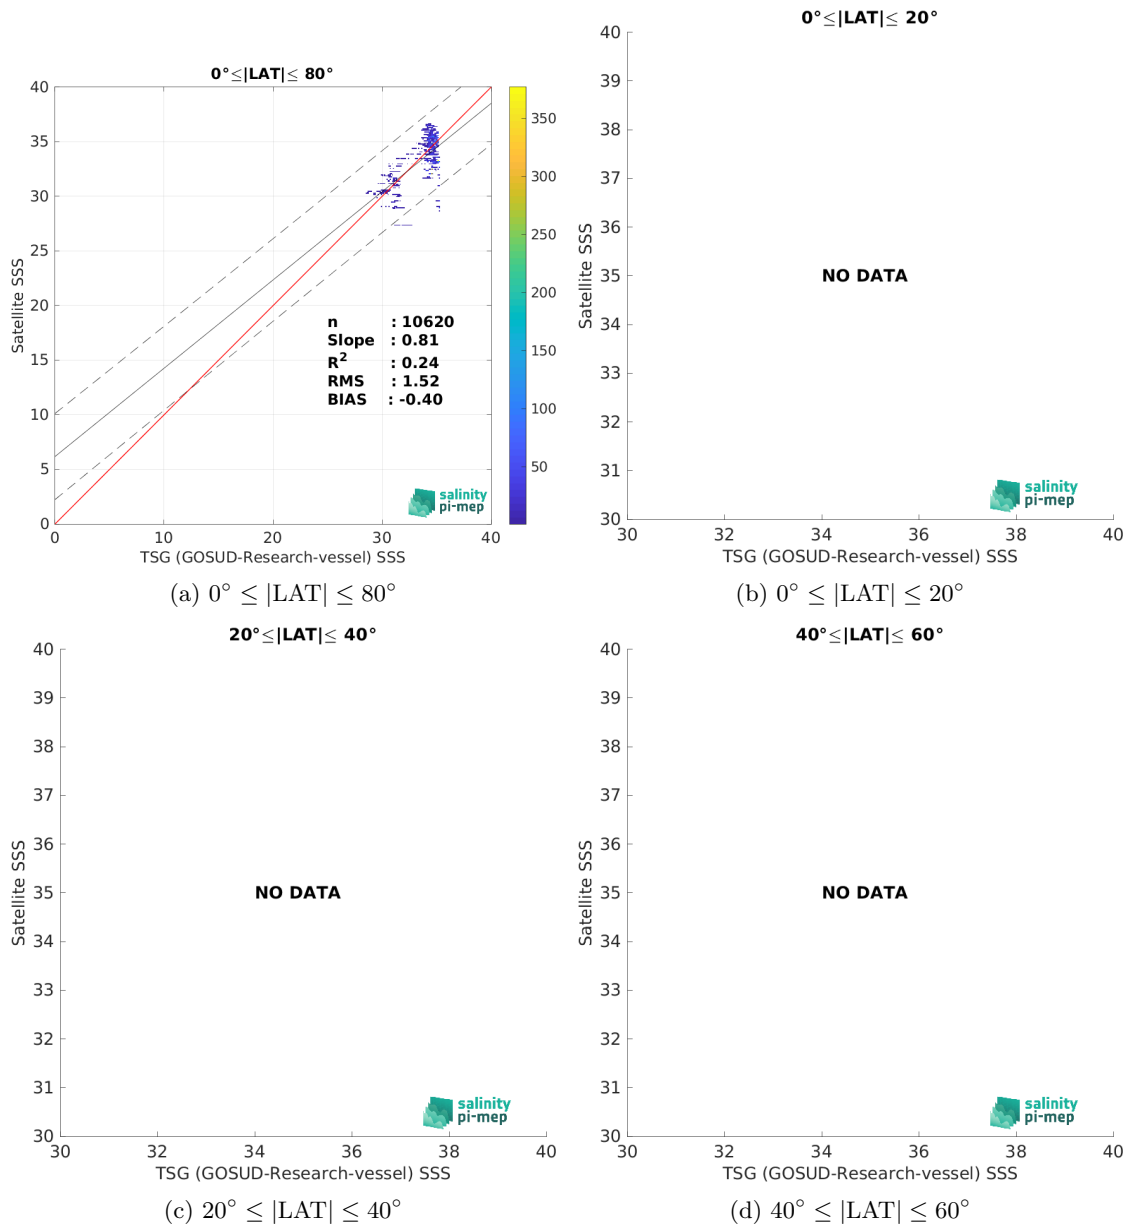 0°≤|LAT|≤ 80°
40
35
30
25
20
15
10
5
0
Satellite SSS
0 10 20 30 40
TSG (GOSUD-Research-vessel) SSS
n : 10620
Slope : 0.81
R² : 0.24
RMS : 1.52
BIAS : -0.40
salinity
pi-mep
350
300
250
200
150
100
50
(a) 0° ≤ |LAT| ≤ 80°
0°≤|LAT|≤ 20°
40
39
38
37
36
35
34
33
32
31
30
Satellite SSS
NO DATA
salinity
pi-mep
30 32 34 36 38 40
TSG (GOSUD-Research-vessel) SSS
(b) 0° ≤ |LAT| ≤ 20°
20°≤|LAT|≤ 40°
40
39
38
37
36
35
34
33
32
31
30
Satellite SSS
NO DATA
salinity
pi-mep
30 32 34 36 38 40
TSG (GOSUD-Research-vessel) SSS
(c) 20° ≤ |LAT| ≤ 40°
40°≤|LAT|≤ 60°
40
39
38
37
36
35
34
33
32
31
30
Satellite SSS
NO DATA
salinity
pi-mep
30 32 34 36 38 40
TSG (GOSUD-Research-vessel) SSS
(d) 40° ≤ |LAT| ≤ 60°